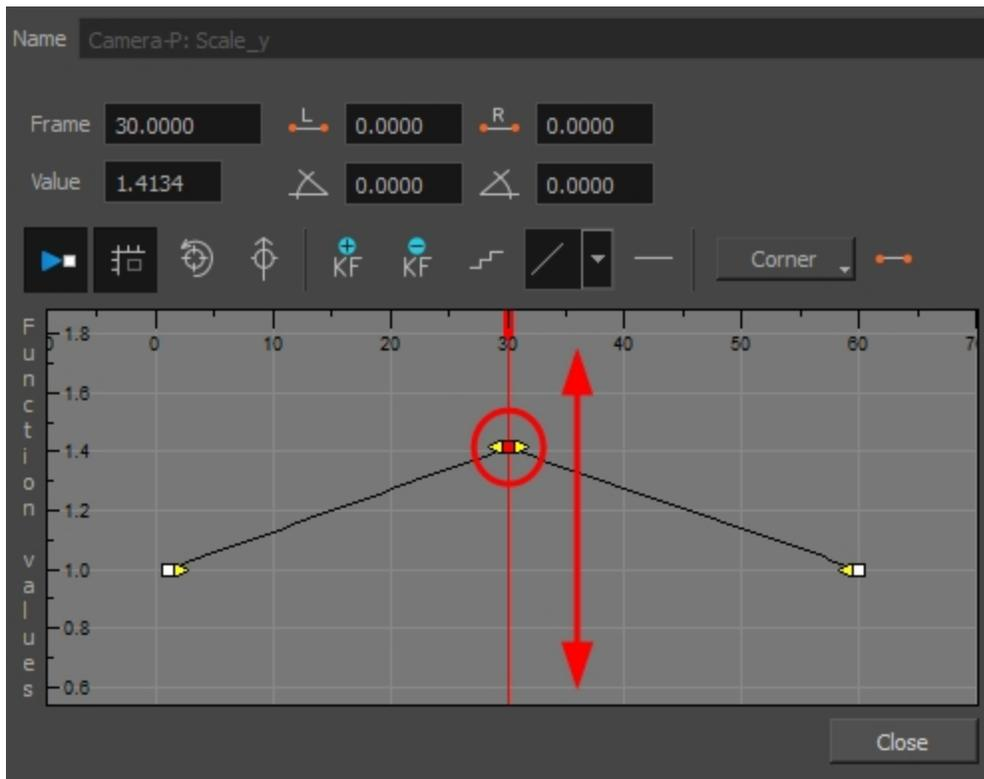 Name Camera-P: Scale_y
Frame 30.0000 L 0.0000 R 0.0000
Value 1.4134 0.0000 0.0000
KF KF Corner
Function values
0 10 20 30 40 50 60
1.8
1.6
1.4
1.2
1.0
0.8
0.6
Close